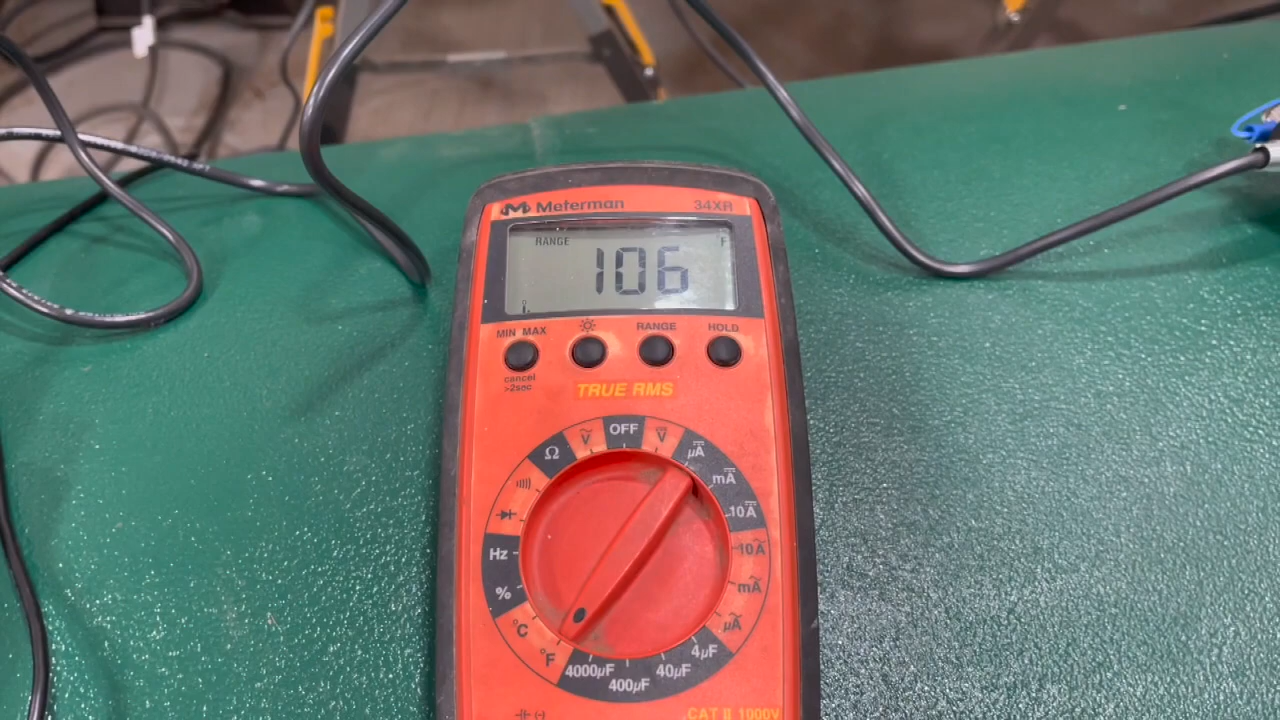 Meterman 34XR
RANGE F
106
MIN MAX RANGE HOLD
cancel
>2sec
TRUE RMS
OFF
Ṽ
V
Ω
µA
mA
10A
10A
mA
µA
4µF
40µF
400µF
4000µF
°F
°C
%
Hz
CAT II 1000V